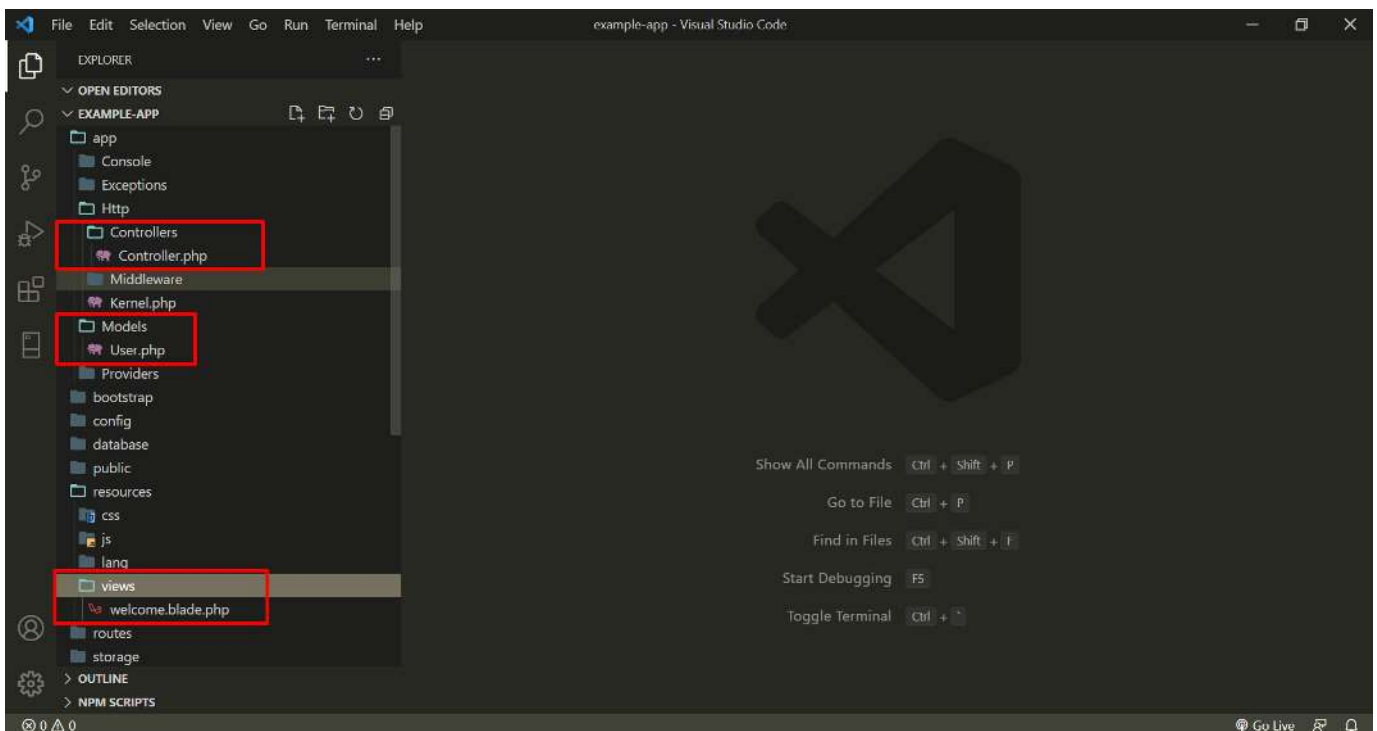 File Edit Selection View Go Run Terminal Help example-app - Visual Studio Code
EXPLORER
OPEN EDITORS
EXAMPLE-APP
app
Console
Exceptions
Http
Controllers
Controller.php
Middleware
Kernel.php
Models
User.php
Providers
bootstrap
config
database
public
resources
css
js
lang
views
welcome.blade.php
routes
storage
OUTLINE
NPM SCRIPTS
Show All Commands Ctrl + Shift + P
Go to File Ctrl + P
Find in Files Ctrl + Shift + F
Start Debugging F5
Toggle Terminal Ctrl + `
0 0 Go Live